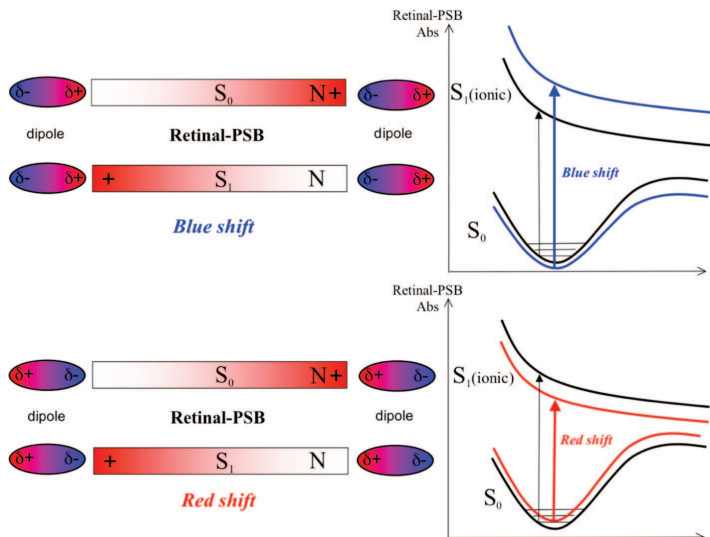 Retinal-PSB
Abs
δ- δ+ S₀ N+ δ- δ+
dipole Retinal-PSB dipole
δ- δ+ + S₁ N δ- δ+
Blue shift
S₁(ionic)
Blue shift
S₀
Retinal-PSB
Abs
δ+ δ- S₀ N+ δ+ δ-
dipole Retinal-PSB dipole
δ+ δ- + S₁ N δ+ δ-
Red shift
S₁(ionic)
Red shift
S₀